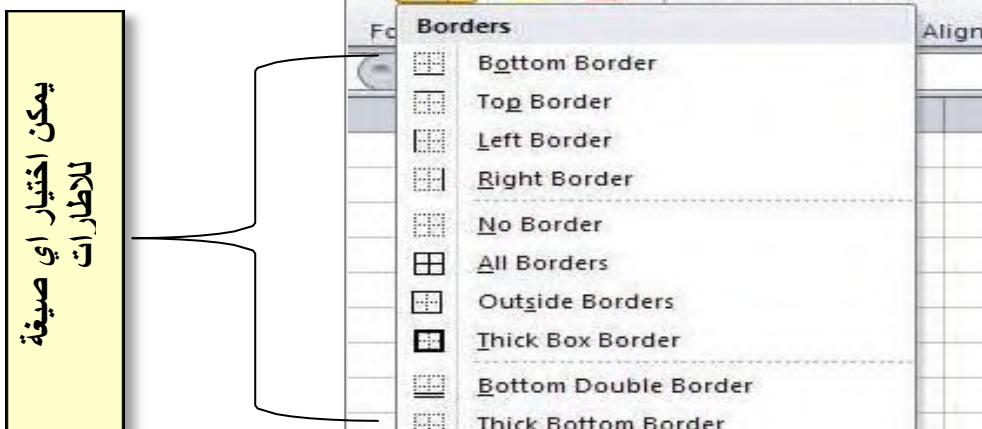 يمكن اختيار اي صيغة
للاطارات
Fo
Borders
Align
Bottom Border
Top Border
Left Border
Right Border
No Border
All Borders
Outside Borders
Thick Box Border
Bottom Double Border
Thick Bottom Border